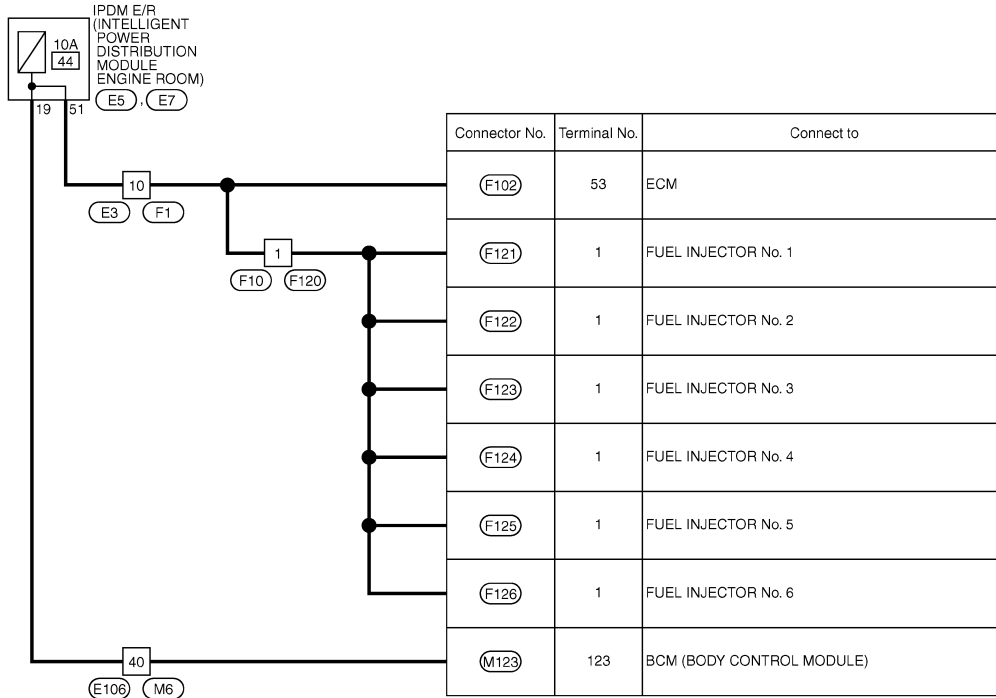 IPDM E/R
(INTELLIGENT
POWER
DISTRIBUTION
MODULE
ENGINE ROOM)
10A
44
E5 , E7
19 51
Connector No. Terminal No. Connect to
10
E3 F1
F102 53 ECM
1
F10 F120
F121 1 FUEL INJECTOR No. 1
F122 1 FUEL INJECTOR No. 2
F123 1 FUEL INJECTOR No. 3
F124 1 FUEL INJECTOR No. 4
F125 1 FUEL INJECTOR No. 5
F126 1 FUEL INJECTOR No. 6
40
E106 M6
M123 123 BCM (BODY CONTROL MODULE)